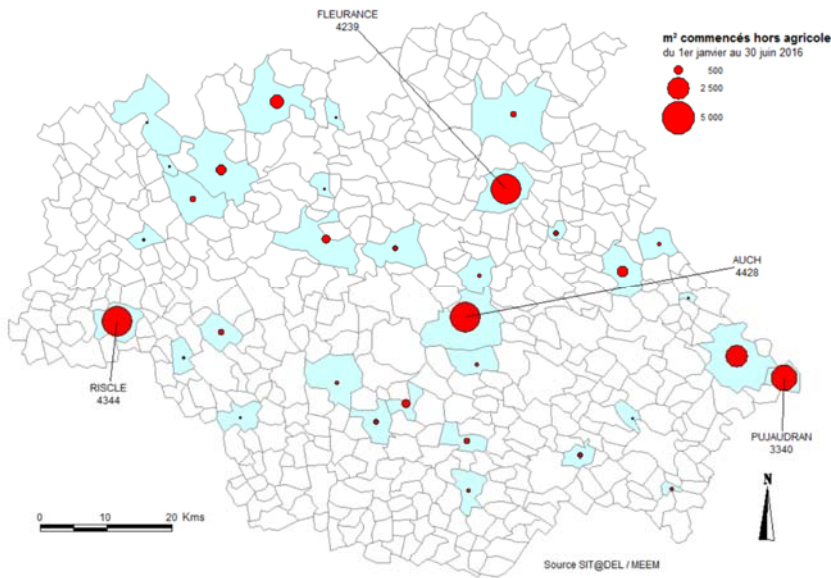 FLEURANCE
4239
m² commencés hors agricole
du 1er janvier au 30 juin 2016
500
2 500
5 000
AUCH
4428
RISCLE
4344
PUJAUDRAN
3340
N
0 10 20 Kms
Source SIT@DEL / MEEM